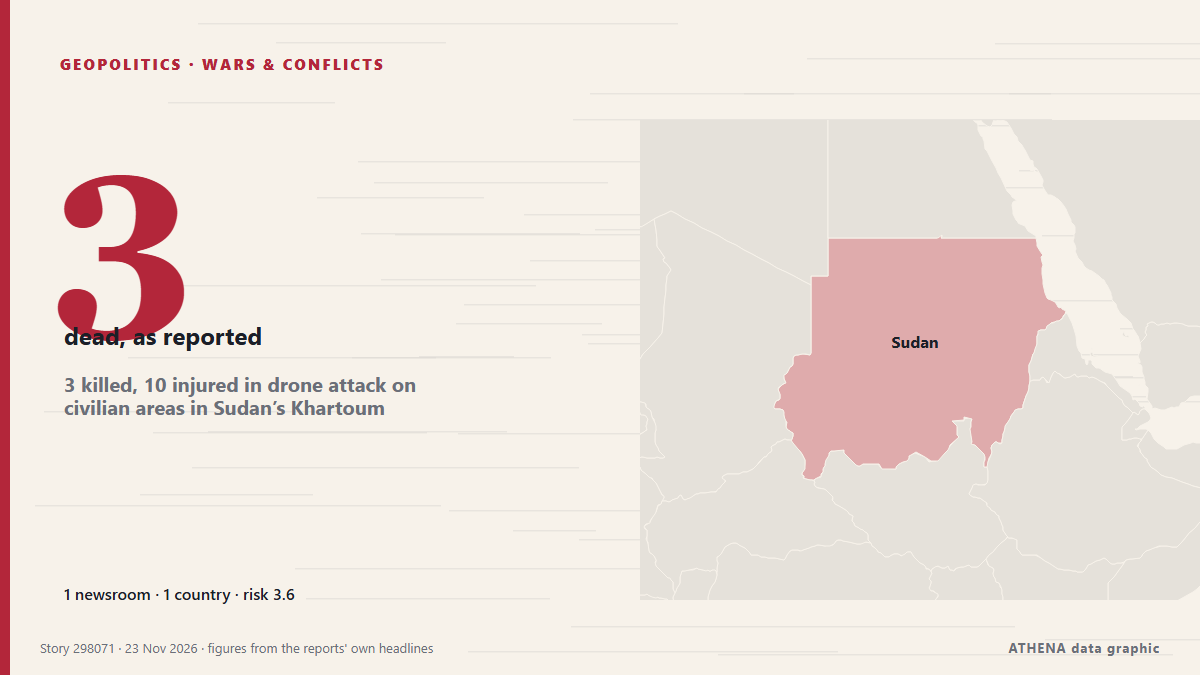 GEOPOLITICS · WARS & CONFLICTS
3
dead, as reported
3 killed, 10 injured in drone attack on
civilian areas in Sudan’s Khartoum
Sudan
1 newsroom · 1 country · risk 3.6
Story 298071 · 23 Nov 2026 · figures from the reports' own headlines
ATHENA data graphic